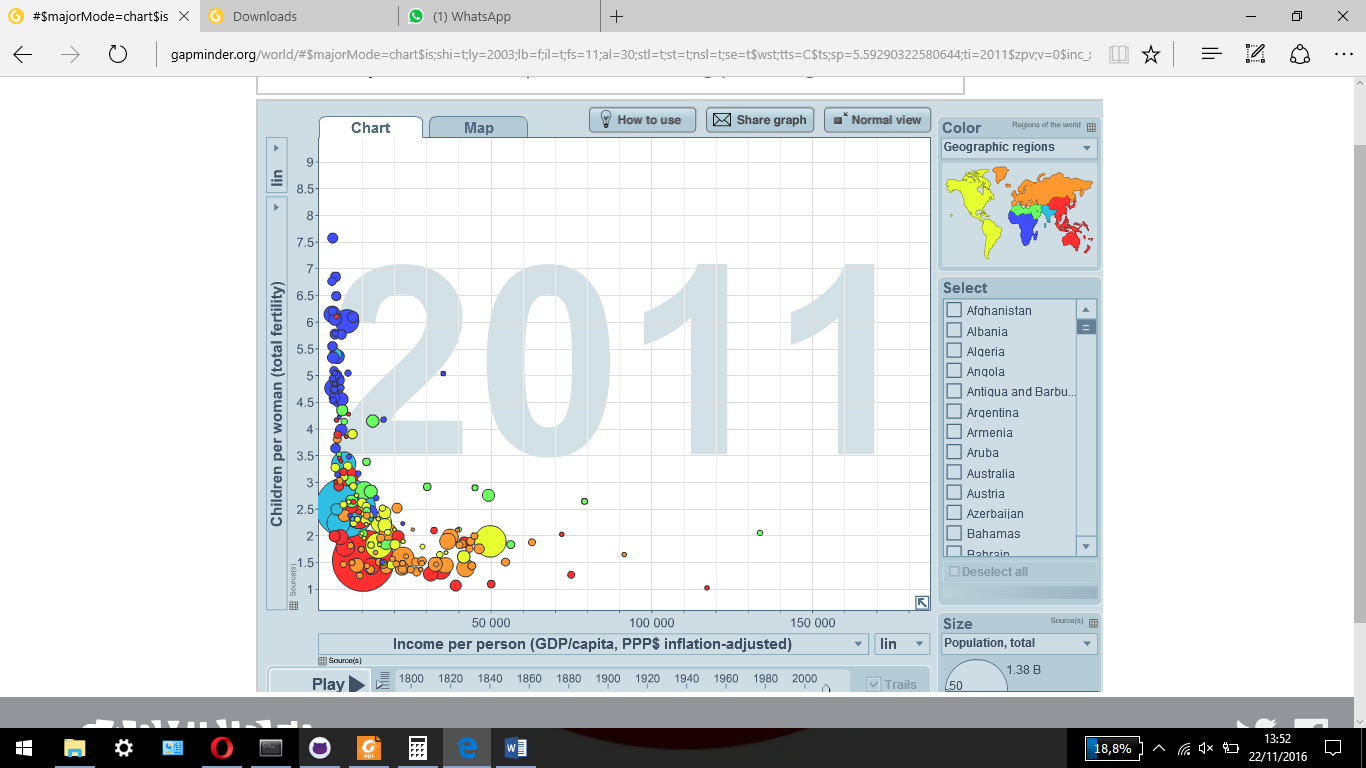 #$majorMode=chart$is
Downloads
(1) WhatsApp
gapminder.org/world/#$majorMode=chart$is;shi=t;ly=2003;lb=f;il=t;fs=11;al=30;stl=t;st=t;nsl=t;se=t$wst;tts=C$ts;sp=5.59290322580644;ti=2011$zpv;v=0$inc_x
Chart
Map
How to use
Share graph
Normal view
lin
Children per woman (total fertility)
Source(s)
9
8.5
8
7.5
7
6.5
6
5.5
5
4.5
4
3.5
3
2.5
2
1.5
1
2011
50 000
100 000
150 000
Income per person (GDP/capita, PPP$ inflation-adjusted)
lin
Source(s)
Play
1800 1820 1840 1860 1880 1900 1920 1940 1960 1980 2000
Trails
Color
Regions of the world
Geographic regions
Select
Afghanistan
Albania
Algeria
Angola
Antigua and Barbu...
Argentina
Armenia
Aruba
Australia
Austria
Azerbaijan
Bahamas
Bahrain
Deselect all
Size
Source(s)
Population, total
1.38 B
50
PDF
18,8%
13:52
22/11/2016